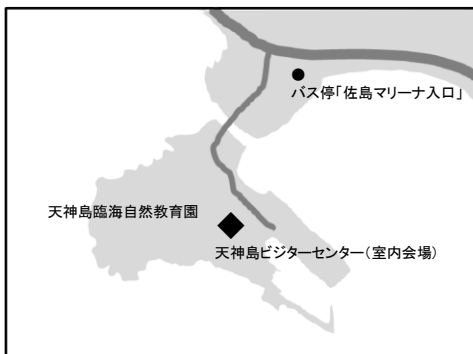 バス停「佐島マリーナ入口」
天神島臨海自然教育園
天神島ビジターセンター（室内会場）